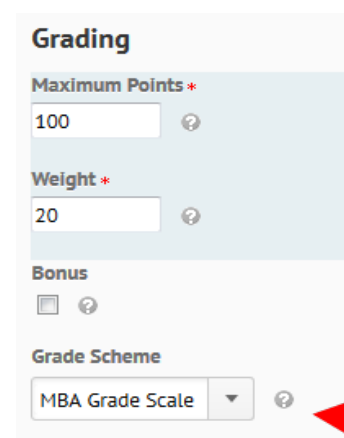 Grading
Maximum Points *
100
Weight *
20
Bonus
Grade Scheme
MBA Grade Scale